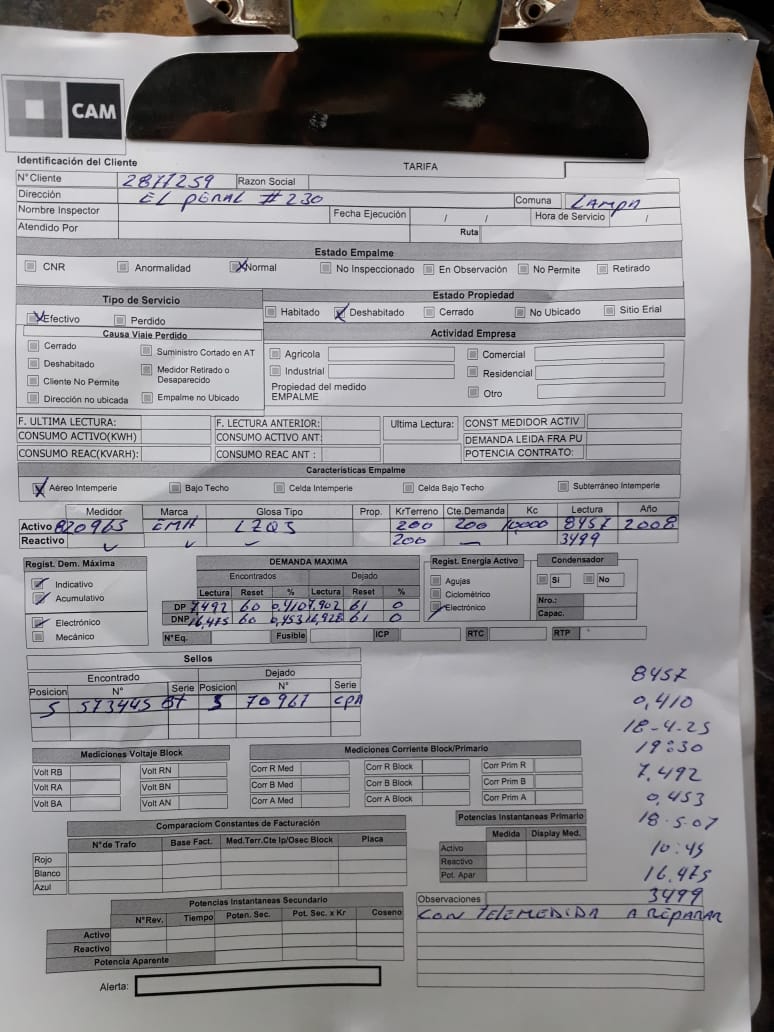 CAM
Identificación del Cliente
TARIFA
N°Cliente 2877259 Razon Social
Dirección EL PERAL # 230 Comuna LAMPA
Nombre Inspector Fecha Ejecución / / Hora de Servicio /
Atendido Por Ruta
Estado Empalme
CNR Anormalidad X Normal No Inspeccionado En Observación No Permite Retirado
Tipo de Servicio Estado Propiedad
X Efectivo Perdido Habitado X Deshabitado Cerrado No Ubicado Sitio Erial
Causa Viaje Perdido Actividad Empresa
Cerrado Suministro Cortado en AT Agricola Comercial
Deshabitado Medidor Retirado o Desaparecido Industrial Residencial
Cliente No Permite Propiedad del medido EMPALME Otro
Dirección no ubicada Empalme no Ubicado
F. ULTIMA LECTURA: F. LECTURA ANTERIOR: Ultima Lectura: CONST MEDIDOR ACTIV
CONSUMO ACTIVO(KWH) CONSUMO ACTIVO ANT: DEMANDA LEIDA FRA PU
CONSUMO REAC(KVARH): CONSUMO REAC ANT : POTENCIA CONTRATO:
Caracteristicas Empalme
X Aéreo Intemperie Bajo Techo Celda Intemperie Celda Bajo Techo Subterráneo Intemperie
Medidor Marca Glosa Tipo Prop. KrTerreno Cte.Demanda Kc Lectura Año
Activo 820965 EMH LZQJ 200 200 10,000 8457 2008
Reactivo 200 — 3499
Regist. Dem. Máxima DEMANDA MAXIMA Regist. Energía Activo Condensador
Indicativo Encontrados Dejado Agujas Si No
Acumulativo Lectura Reset % Lectura Reset % Ciclométrico Nro.:
Electrónico DP 7,492 60 0,410 7,902 61 0 Electrónico Capac.
DNP 16,475 60 0,453 16,928 61 0
Mecánico N°Eq. Fusible ICP RTC RTP
Sellos
Encontrado Dejado
Posicion N° Serie Posicion N° Serie
5 573445 BT 5 70967 CPA
8457
0,410
18-4-25
19:30
7,492
0,453
18.5.07
10:45
16,475
3499
Mediciones Voltaje Block Mediciones Corriente Block/Primario
Volt RB Volt RN Corr R Med Corr R Block Corr Prim R
Volt RA Volt BN Corr B Med Corr B Block Corr Prim B
Volt BA Volt AN Corr A Med Corr A Block Corr Prim A
Comparaciom Constantes de Facturación Potencias Instantaneas Primario
N°de Trafo Base Fact. Med.Terr.Cte Ip/Osec Block Placa Medida Display Med.
Rojo Activo
Blanco Reactivo
Azul Pot. Apar
Potencias Instantaneas Secundario Observaciones
N°Rev. Tiempo Poten. Sec. Pot. Sec. x Kr Coseno CON TELEMEDIDA A REPARAR
Activo
Reactivo
Potencia Aparente
Alerta: